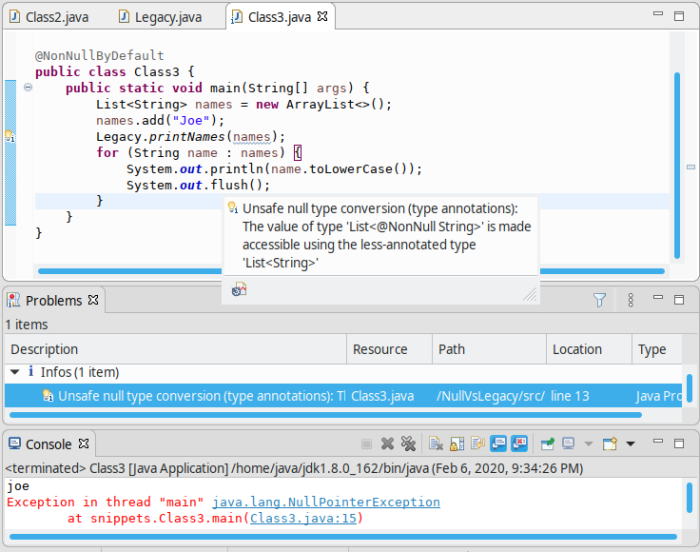 Class2.java Legacy.java Class3.java
@NonNullByDefault
public class Class3 {
public static void main(String[] args) {
List<String> names = new ArrayList<>();
names.add("Joe");
Legacy.printNames(names);
for (String name : names) {
System.out.println(name.toLowerCase());
System.out.flush();
}
}
}
Unsafe null type conversion (type annotations):
The value of type 'List<@NonNull String>' is made
accessible using the less-annotated type
'List<String>'
Problems
1 items
Description Resource Path Location Type
Infos (1 item)
Unsafe null type conversion (type annotations): Tl Class3.java /NullVsLegacy/src/ line 13 Java Pro
Console
<terminated> Class3 [Java Application] /home/java/jdk1.8.0_162/bin/java (Feb 6, 2020, 9:34:26 PM)
joe
Exception in thread "main" java.lang.NullPointerException
at snippets.Class3.main(Class3.java:15)